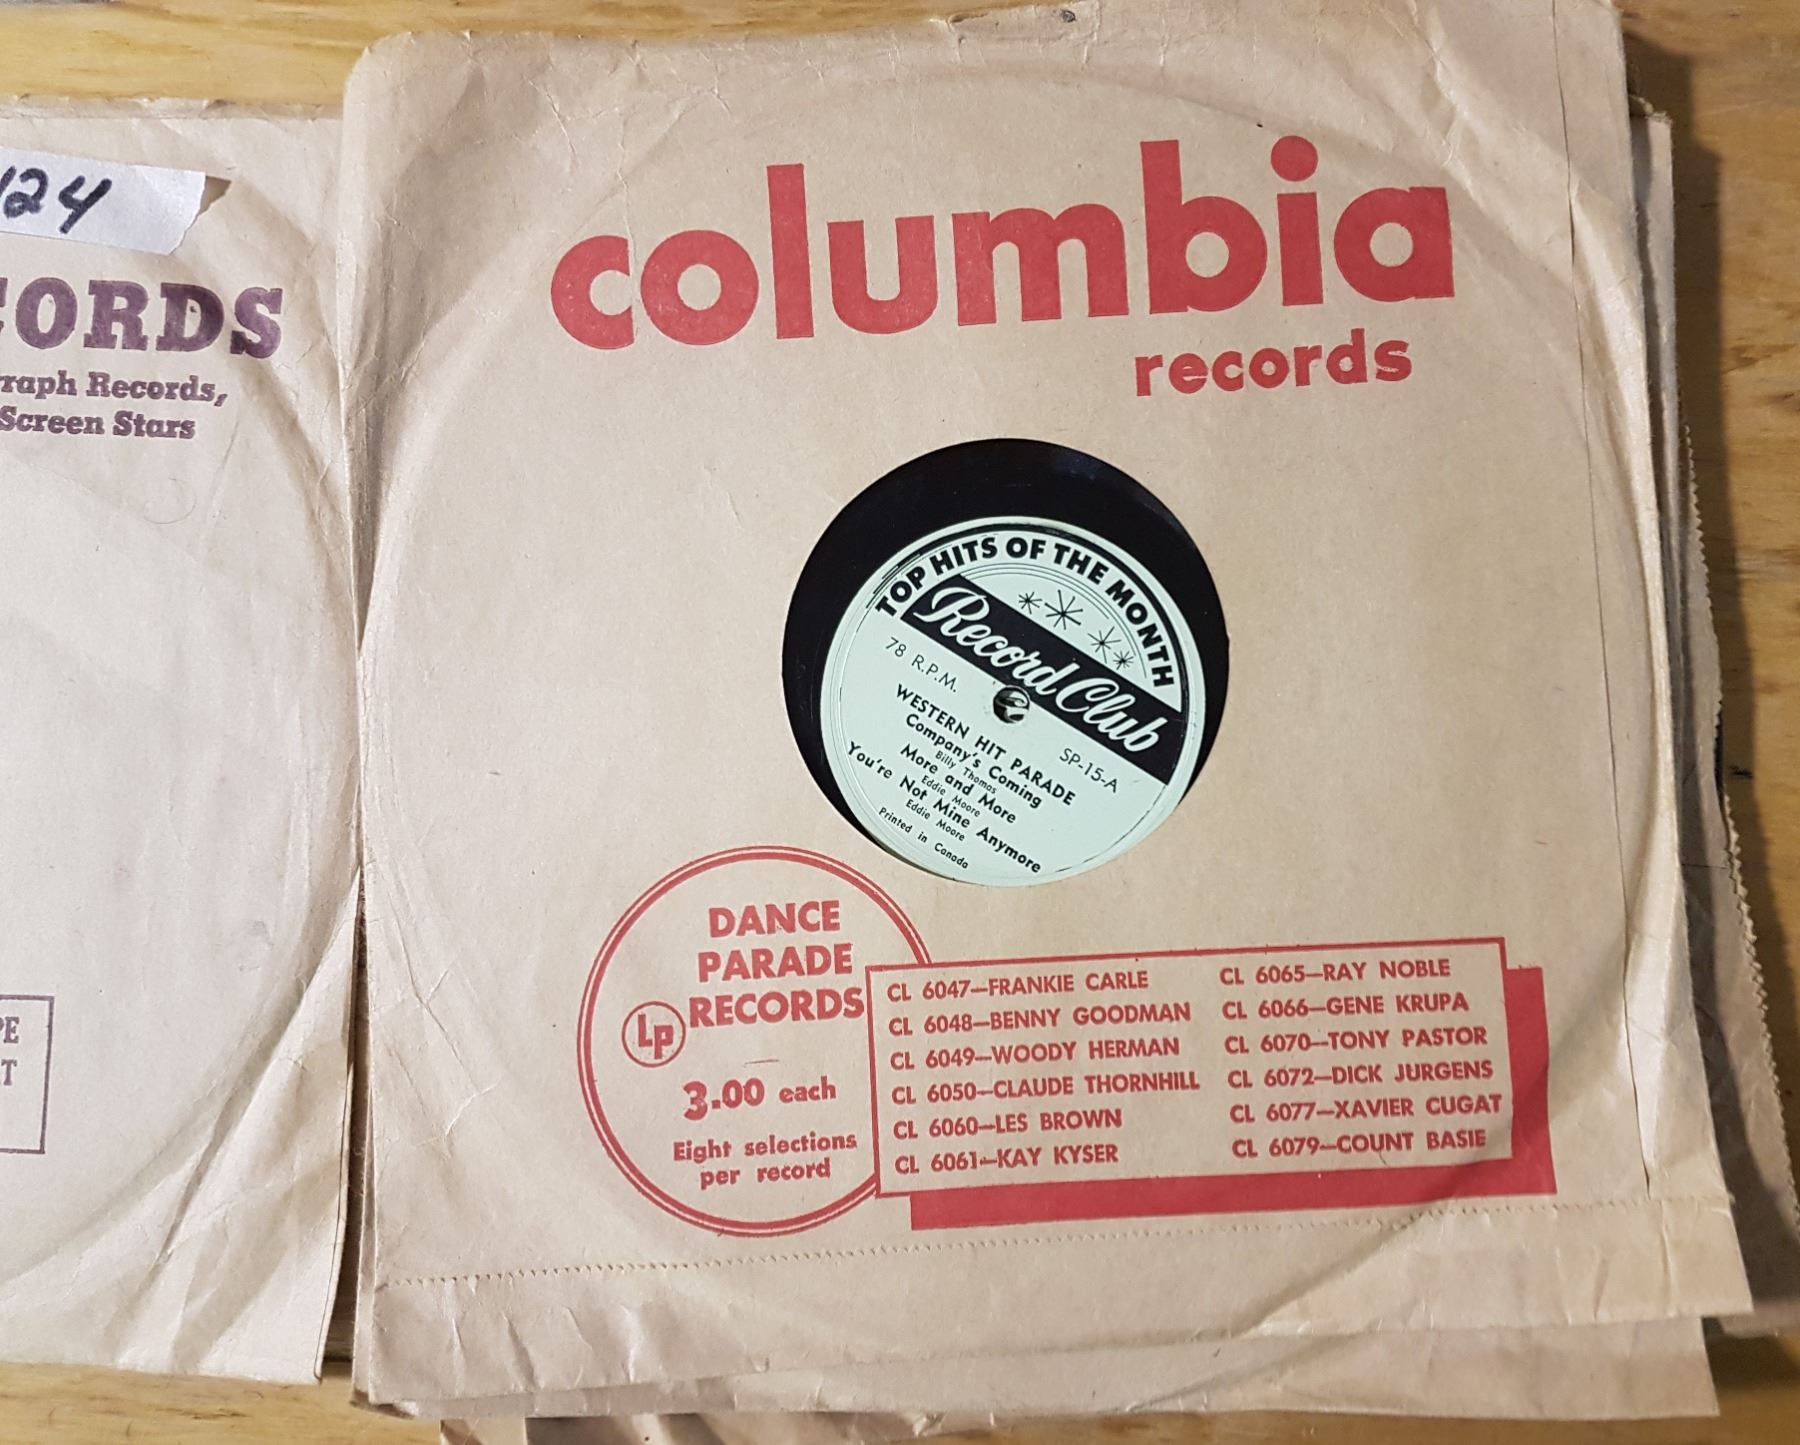 124
CORDS
raph Records,
Screen Stars
PE
T
columbia
records
TOP HITS OF THE MONTH
Record Club
78 R.P.M.
SP-15-A
WESTERN HIT PARADE
Company's Coming
Billy Thomas
More and More
Eddie Moore
You're Not Mine Anymore
Eddie Moore
Printed in Canada
DANCE
PARADE
RECORDS
Lp
3.00 each
Eight selections
per record
CL 6047—FRANKIE CARLE
CL 6048—BENNY GOODMAN
CL 6049—WOODY HERMAN
CL 6050—CLAUDE THORNHILL
CL 6060—LES BROWN
CL 6061—KAY KYSER
CL 6065—RAY NOBLE
CL 6066—GENE KRUPA
CL 6070—TONY PASTOR
CL 6072—DICK JURGENS
CL 6077—XAVIER CUGAT
CL 6079—COUNT BASIE